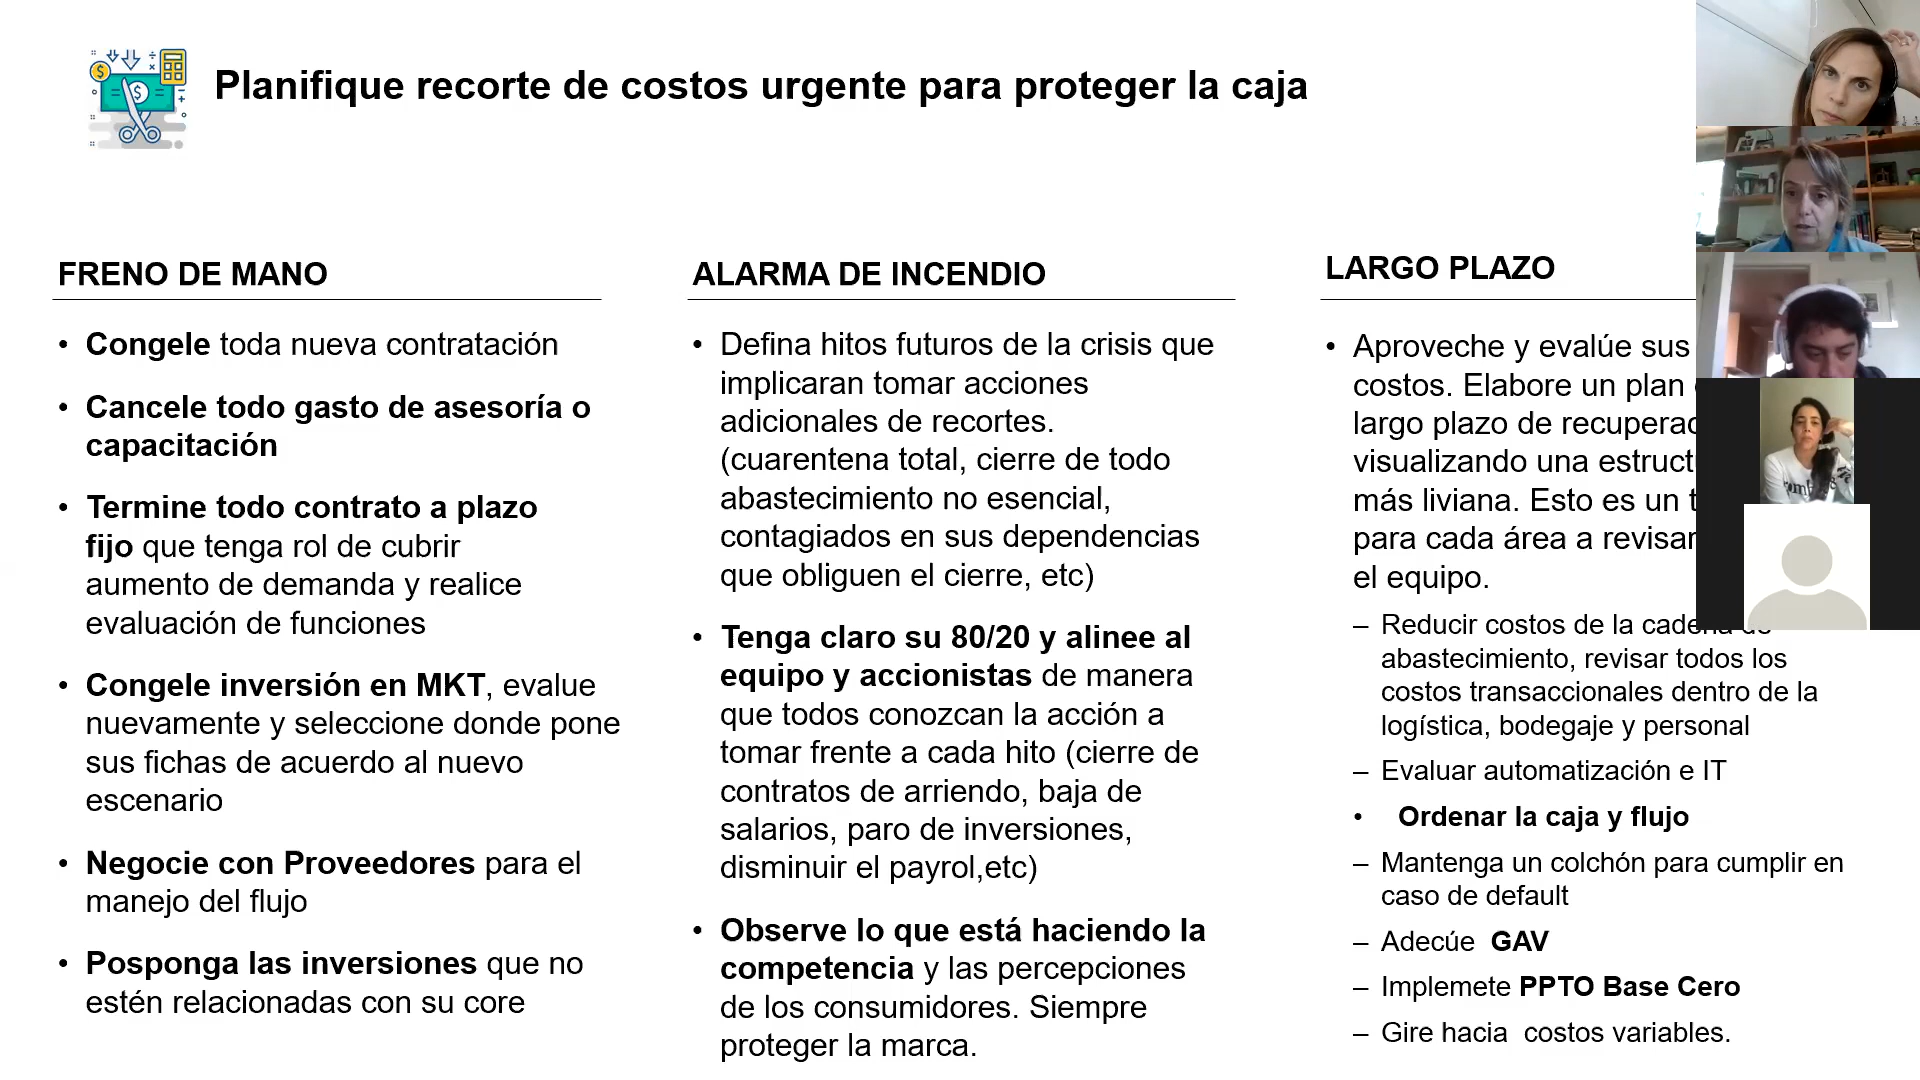 Planifique recorte de costos urgente para proteger la caja
FRENO DE MANO
• Congele toda nueva contratación
• Cancele todo gasto de asesoría o
capacitación
• Termine todo contrato a plazo
fijo que tenga rol de cubrir
aumento de demanda y realice
evaluación de funciones
• Congele inversión en MKT, evalue
nuevamente y seleccione donde pone
sus fichas de acuerdo al nuevo
escenario
• Negocie con Proveedores para el
manejo del flujo
• Posponga las inversiones que no
estén relacionadas con su core
ALARMA DE INCENDIO
• Defina hitos futuros de la crisis que
implicaran tomar acciones
adicionales de recortes.
(cuarentena total, cierre de todo
abastecimiento no esencial,
contagiados en sus dependencias
que obliguen el cierre, etc)
• Tenga claro su 80/20 y alinee al
equipo y accionistas de manera
que todos conozcan la acción a
tomar frente a cada hito (cierre de
contratos de arriendo, baja de
salarios, paro de inversiones,
disminuir el payrol,etc)
• Observe lo que está haciendo la
competencia y las percepciones
de los consumidores. Siempre
proteger la marca.
LARGO PLAZO
• Aproveche y evalúe sus
costos. Elabore un plan
largo plazo de
visualizando una
más liviana. Esto es un
para cada área a revisar
el equipo.
– Reducir costos de la cadena de
abastecimiento, revisar todos los
costos transaccionales dentro de la
logística, bodegaje y personal
– Evaluar automatización e IT
• Ordenar la caja y flujo
– Mantenga un colchón para cumplir en
caso de default
– Adecúe GAV
– Implemete PPTO Base Cero
– Gire hacia costos variables.